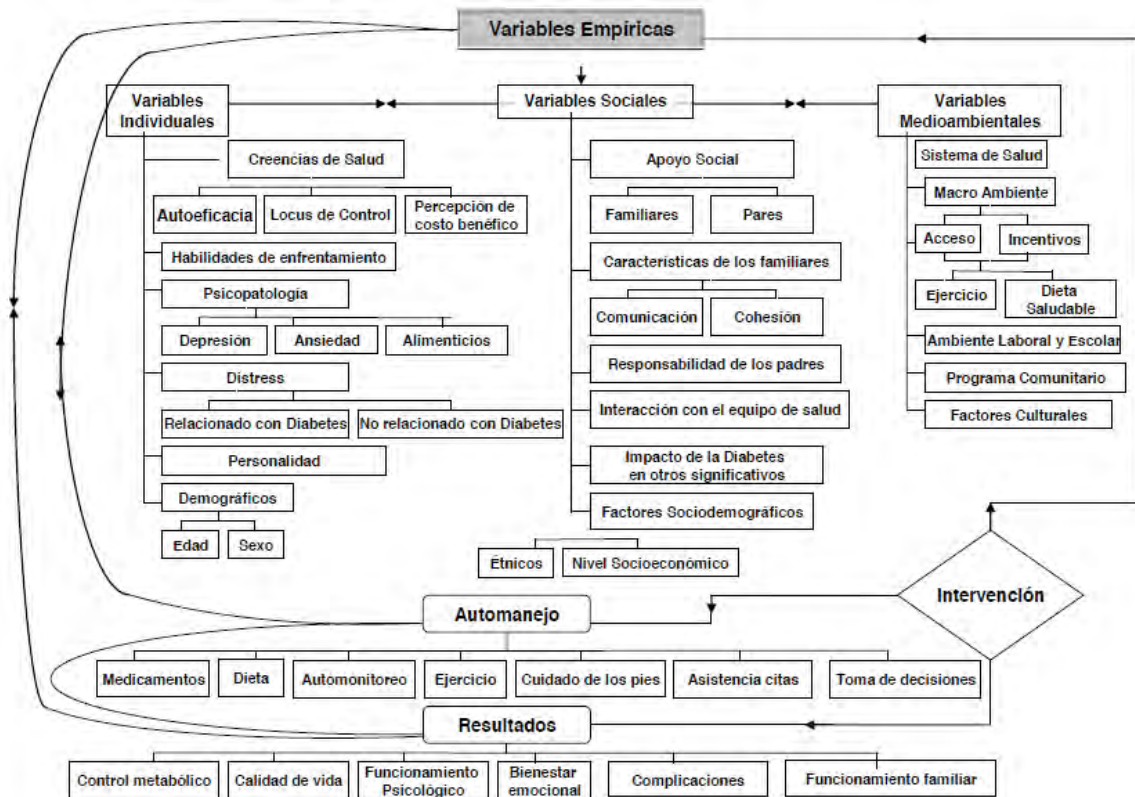 Variables Empíricas
Variables
Individuales
Variables Sociales
Variables
Medioambientales
Creencias de Salud
Autoeficacia
Locus de Control
Percepción de
costo benéfico
Habilidades de enfrentamiento
Psicopatología
Depresión
Ansiedad
Alimenticios
Distress
Relacionado con Diabetes
No relacionado con Diabetes
Personalidad
Demográficos
Edad
Sexo
Apoyo Social
Familiares
Pares
Características de los familiares
Comunicación
Cohesión
Responsabilidad de los padres
Interacción con el equipo de salud
Impacto de la Diabetes
en otros significativos
Factores Sociodemográficos
Étnicos
Nivel Socioeconómico
Sistema de Salud
Macro Ambiente
Acceso
Incentivos
Ejercicio
Dieta
Saludable
Ambiente Laboral y Escolar
Programa Comunitario
Factores Culturales
Intervención
Automanejo
Medicamentos
Dieta
Automonitoreo
Ejercicio
Cuidado de los pies
Asistencia citas
Toma de decisiones
Resultados
Control metabólico
Calidad de vida
Funcionamiento
Psicológico
Bienestar
emocional
Complicaciones
Funcionamiento familiar